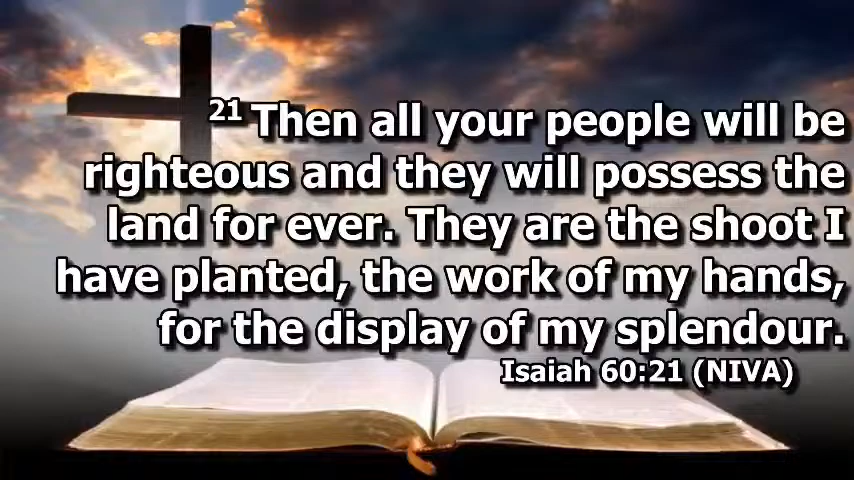 21 Then all your people will be
righteous and they will possess the
land for ever. They are the shoot I
have planted, the work of my hands,
for the display of my splendour.
Isaiah 60:21 (NIVA)